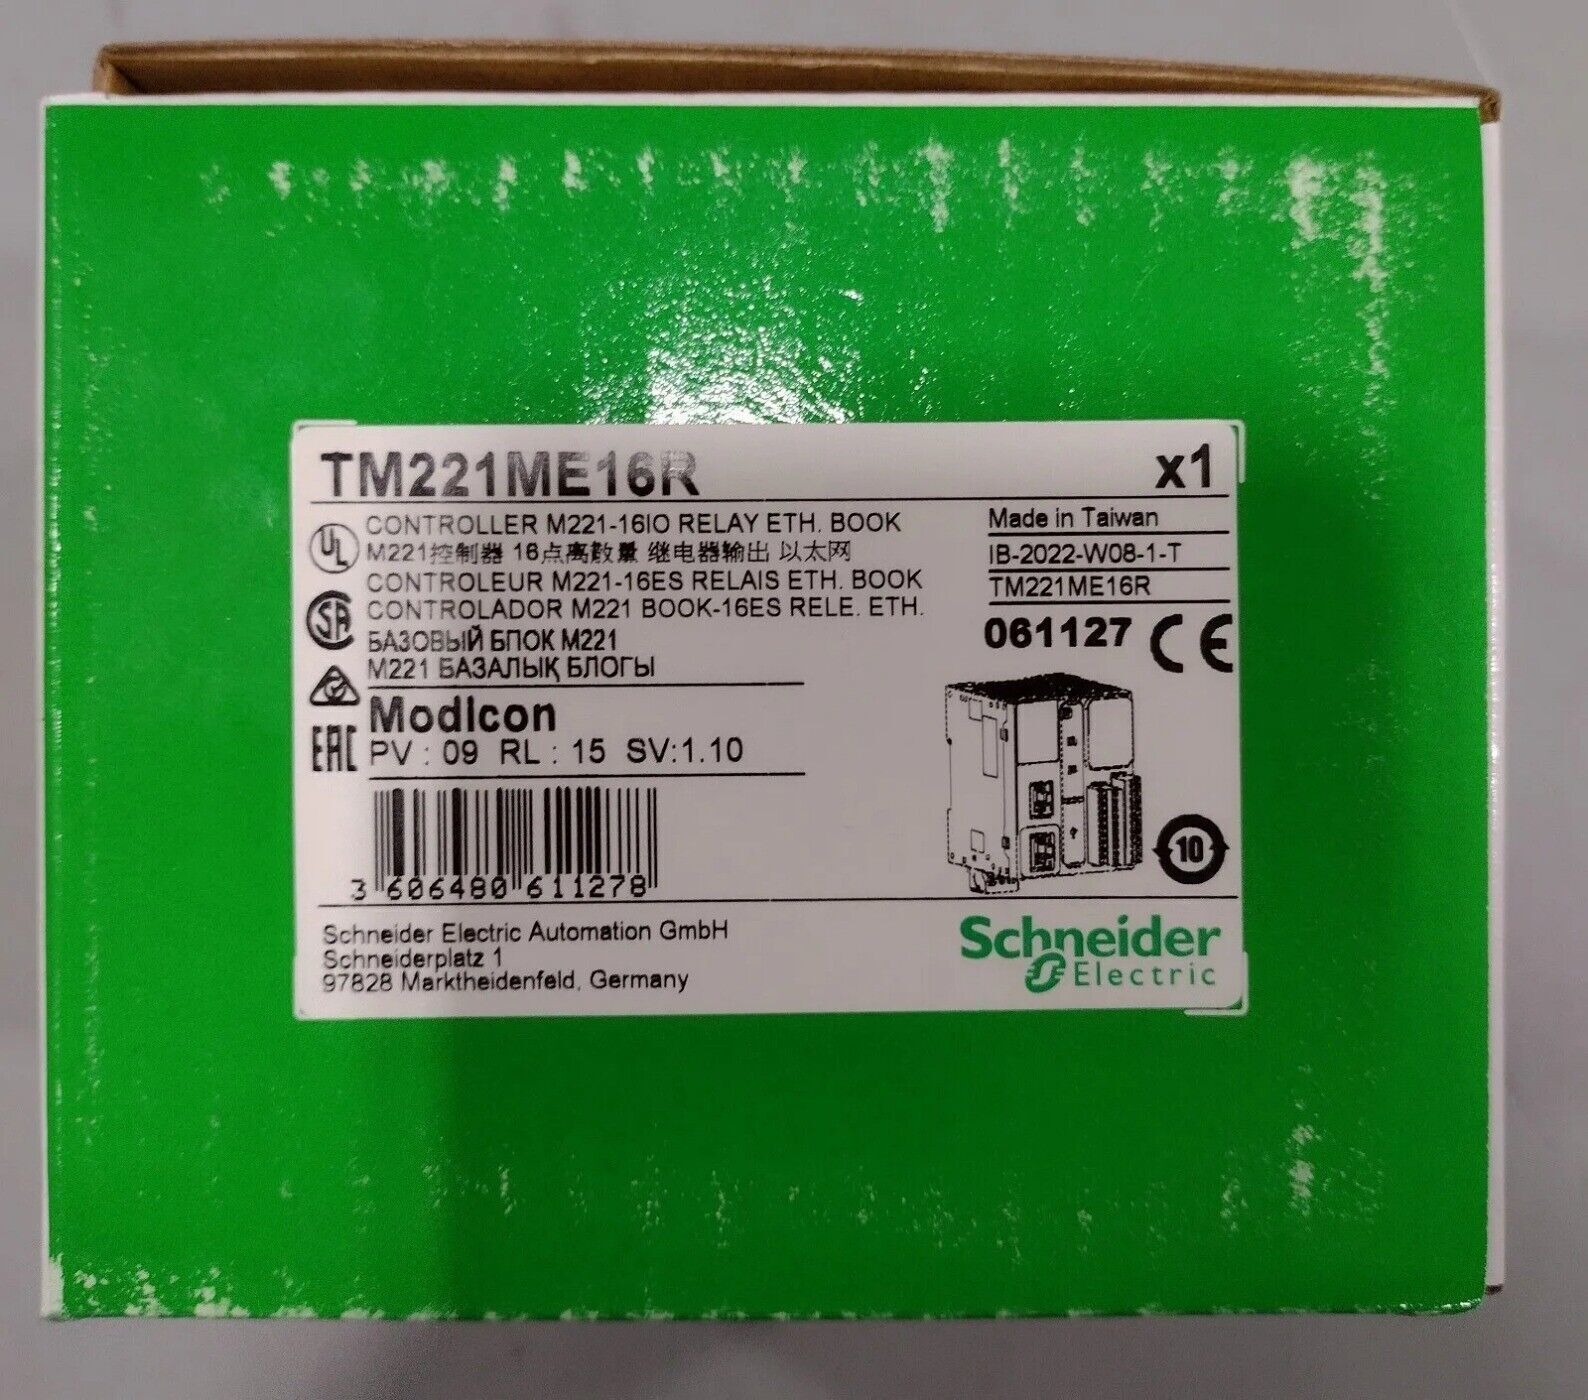 TM221ME16R x1
CONTROLLER M221-16IO RELAY ETH. BOOK
M221控制器 16点离散量 继电器输出 以太网
CONTROLEUR M221-16ES RELAIS ETH. BOOK
CONTROLADOR M221 BOOK-16ES RELE. ETH.
БАЗОВЫЙ БЛОК M221
M221 БАЗАЛЫҚ БЛОГЫ
Made in Taiwan
IB-2022-W08-1-T
TM221ME16R
061127 CE
UL
SA
EAC
ModIcon
PV : 09 RL : 15 SV:1.10
3 606480 611278
10
Schneider Electric Automation GmbH
Schneiderplatz 1
97828 Marktheidenfeld, Germany
Schneider
Electric